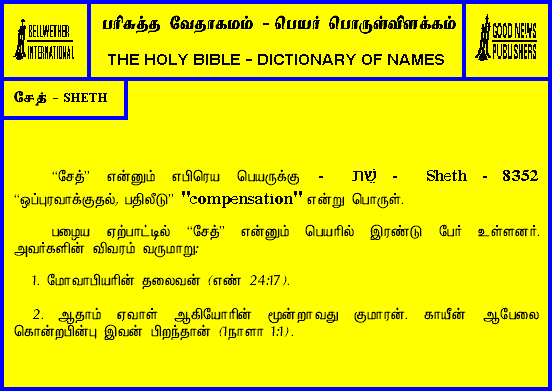 BELLWETHER
INTERNATIONAL
பரிசுத்த வேதாகமம் - பெயர் பொருள்விளக்கம்
THE HOLY BIBLE - DICTIONARY OF NAMES
GOOD NEWS
PUBLISHERS
சேத் - SHETH
“சேத்” என்னும் எபிரெய பெயருக்கு - שֵׁת - Sheth - 8352
“ஒப்புரவாக்குதல், பதிலீடு” "compensation" என்று பொருள்.
பழைய ஏற்பாட்டில் “சேத்” என்னும் பெயரில் இரண்டு பேர் உள்ளனர்.
அவர்களின் விவரம் வருமாறு:
1. மோவாபியரின் தலைவன் (எண் 24:17).
2. ஆதாம் ஏவாள் ஆகியோரின் மூன்றாவது குமாரன். காயீன் ஆபேலை
கொன்றபின்பு இவன் பிறந்தான் (1நாளா 1:1).